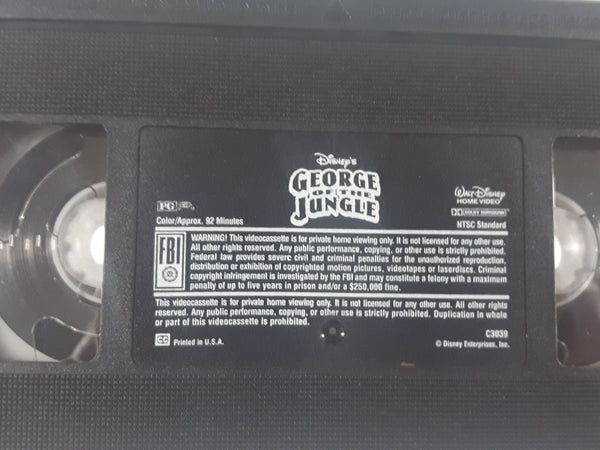 Disney's
GEORGE
OF THE
JUNGLE
WALT DISNEY
HOME VIDEO
PG
DOLBY SURROUND
Color/Approx. 92 Minutes
NTSC Standard
FBI
WARNING! This videocassette is for private home viewing only. It is not licensed for any other use.
All other rights reserved. Any public performance, copying, or other use is strictly prohibited.
Federal law provides severe civil and criminal penalties for the unauthorized reproduction,
distribution or exhibition of copyrighted motion pictures, videotapes or laserdiscs. Criminal
copyright infringement is investigated by the FBI and may constitute a felony with a maximum
penalty of up to five years in prison and/or a $250,000 fine.
This videocassette is for private home viewing only. It is not licensed for any other use. All other rights
reserved. Any public performance, copying, or other use is strictly prohibited. Duplication in whole
or part of this videocassette is prohibited.
C3039
CC Printed in U.S.A.
© Disney Enterprises, Inc.